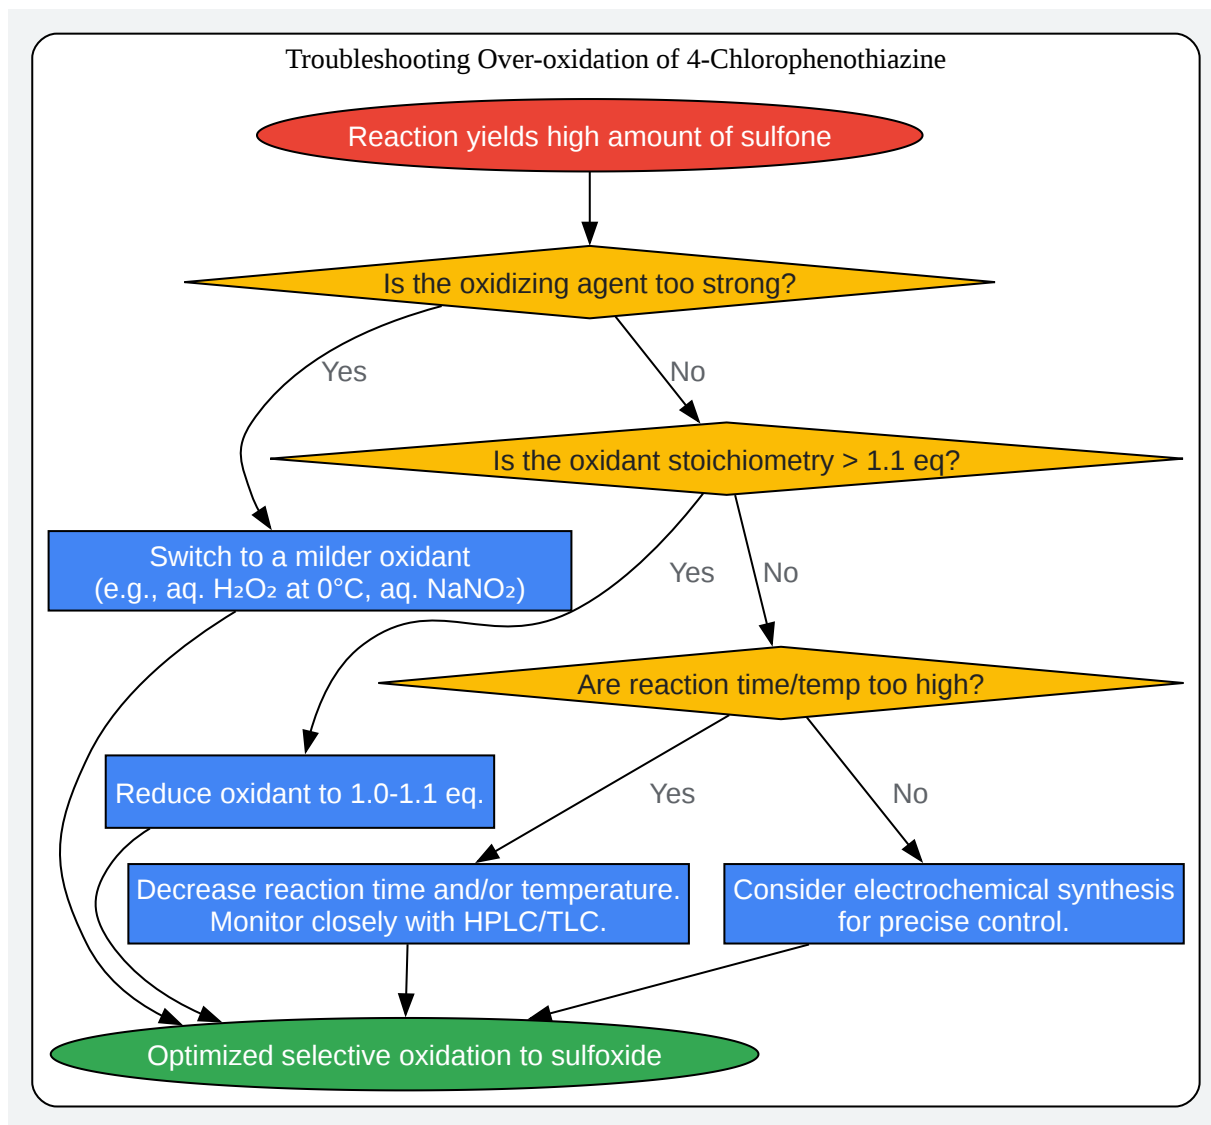 Troubleshooting Over-oxidation of 4-Chlorophenothiazine
Reaction yields high amount of sulfone
Is the oxidizing agent too strong?
Yes
No
Is the oxidant stoichiometry > 1.1 eq?
Switch to a milder oxidant
(e.g., aq. H₂O₂ at 0°C, aq. NaNO₂)
Yes
No
Are reaction time/temp too high?
Reduce oxidant to 1.0-1.1 eq.
Yes
No
Decrease reaction time and/or temperature.
Monitor closely with HPLC/TLC.
Consider electrochemical synthesis
for precise control.
Optimized selective oxidation to sulfoxide